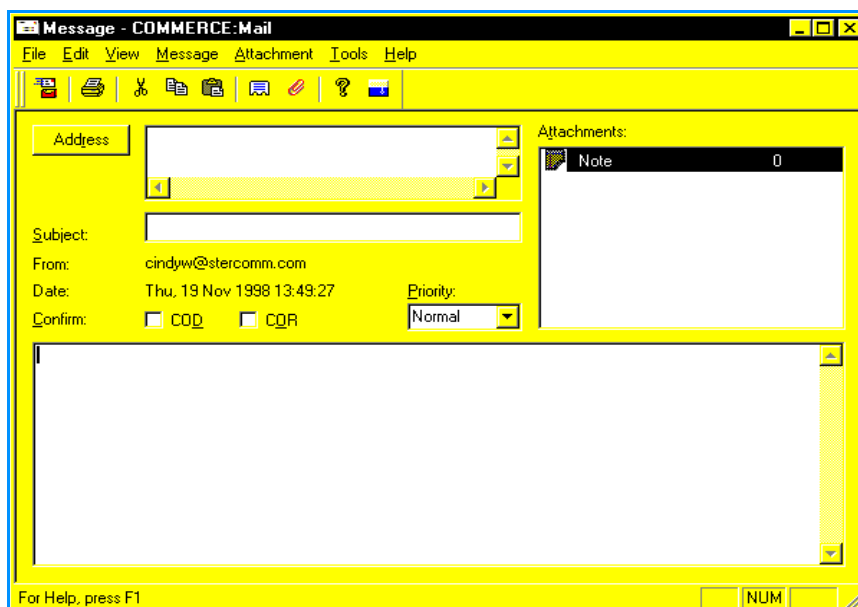 Message - COMMERCE:Mail
File Edit View Message Attachment Tools Help
Address
Attachments:
Note 0
Subject:
From: cindyw@stercomm.com
Date: Thu, 19 Nov 1998 13:49:27 Priority:
Confirm: COD COR Normal
For Help, press F1 NUM